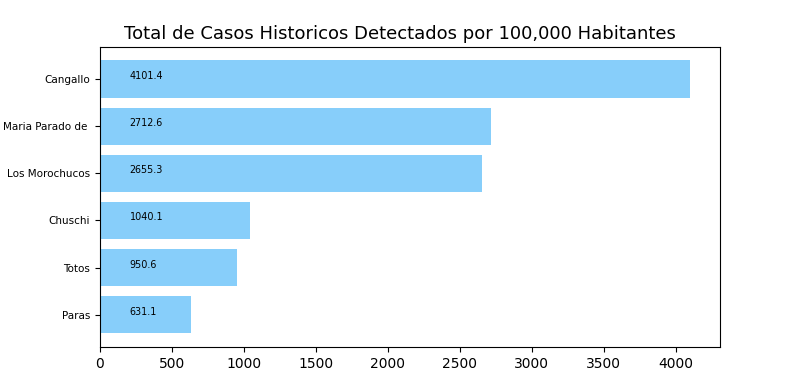 Total de Casos Historicos Detectados por 100,000 Habitantes
Cangallo 4101.4
Maria Parado de 2712.6
Los Morochucos 2655.3
Chuschi 1040.1
Totos 950.6
Paras 631.1
0 500 1000 1500 2000 2500 3000 3500 4000